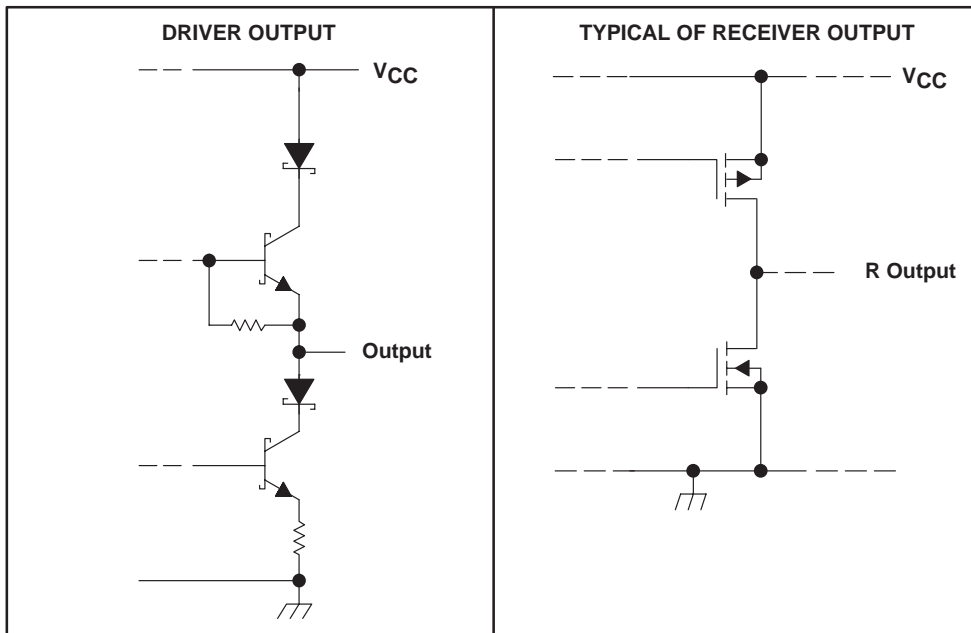 DRIVER OUTPUT
VCC
Output
TYPICAL OF RECEIVER OUTPUT
VCC
R Output